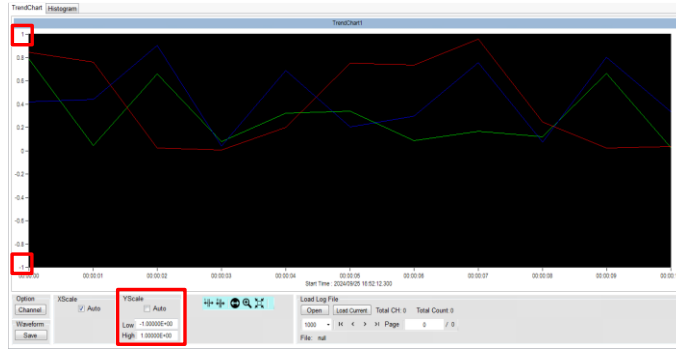 TrendChart Histogram
TrendChart1
1
0.8
0.6
0.4
0.2
0
-0.2
-0.4
-0.6
-0.8
-1
00:00:00 00:00:01 00:00:02 00:00:03 00:00:04 00:00:05 00:00:06 00:00:07 00:00:08 00:00:09
Start Time : 2024/09/25 16:52:12.300
Option XScale YScale Load Log File
Channel Auto Auto Open Load Current Total CH: 0 Total Count: 0
Waveform Low -1.00000E+00 1000 Page 0 / 0
Save High 1.00000E+00 File: null